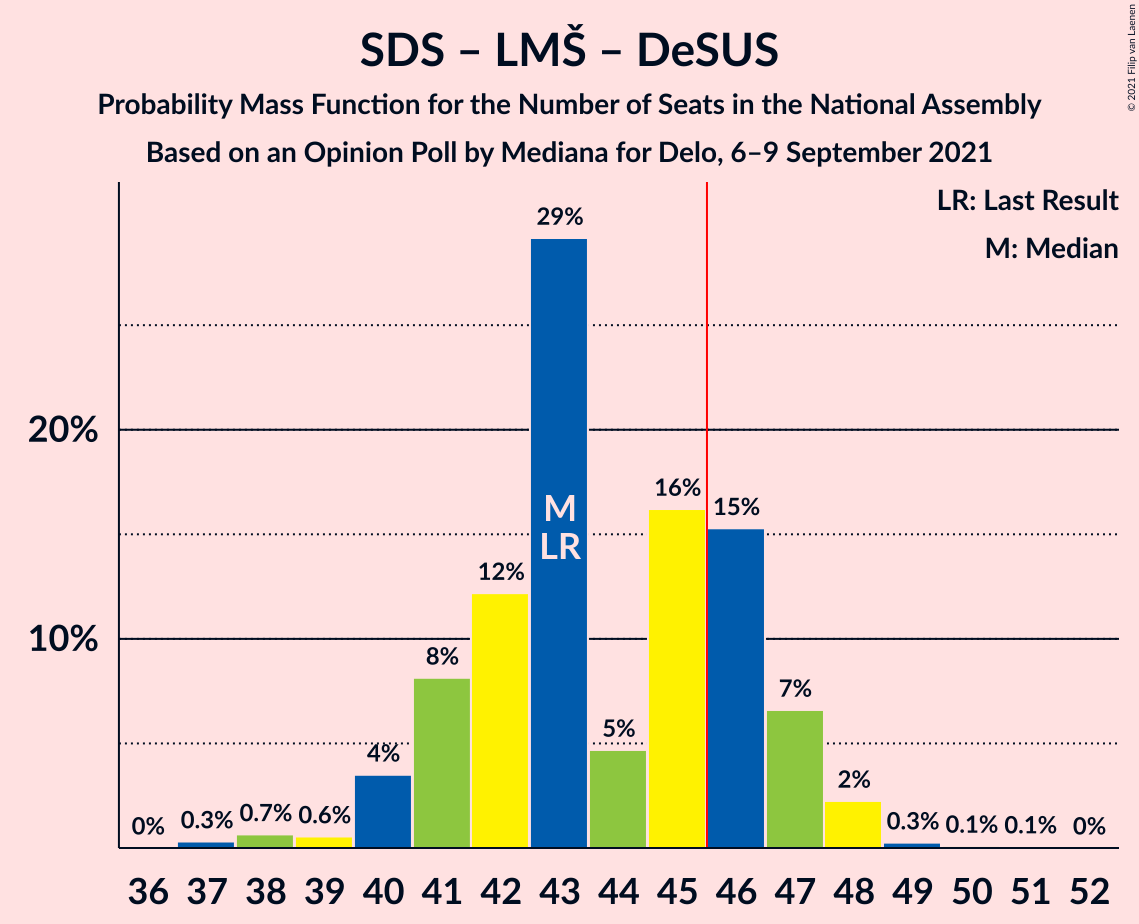 SDS – LMŠ – DeSUS
Probability Mass Function for the Number of Seats in the National Assembly
Based on an Opinion Poll by Mediana for Delo, 6–9 September 2021
© 2021 Filip van Laenen
LR: Last Result
M: Median
20%
10%
0%
0.3%
0.7%
0.6%
4%
8%
12%
29%
5%
16%
15%
7%
2%
0.3%
0.1%
0.1%
0%
M
LR
36 37 38 39 40 41 42 43 44 45 46 47 48 49 50 51 52